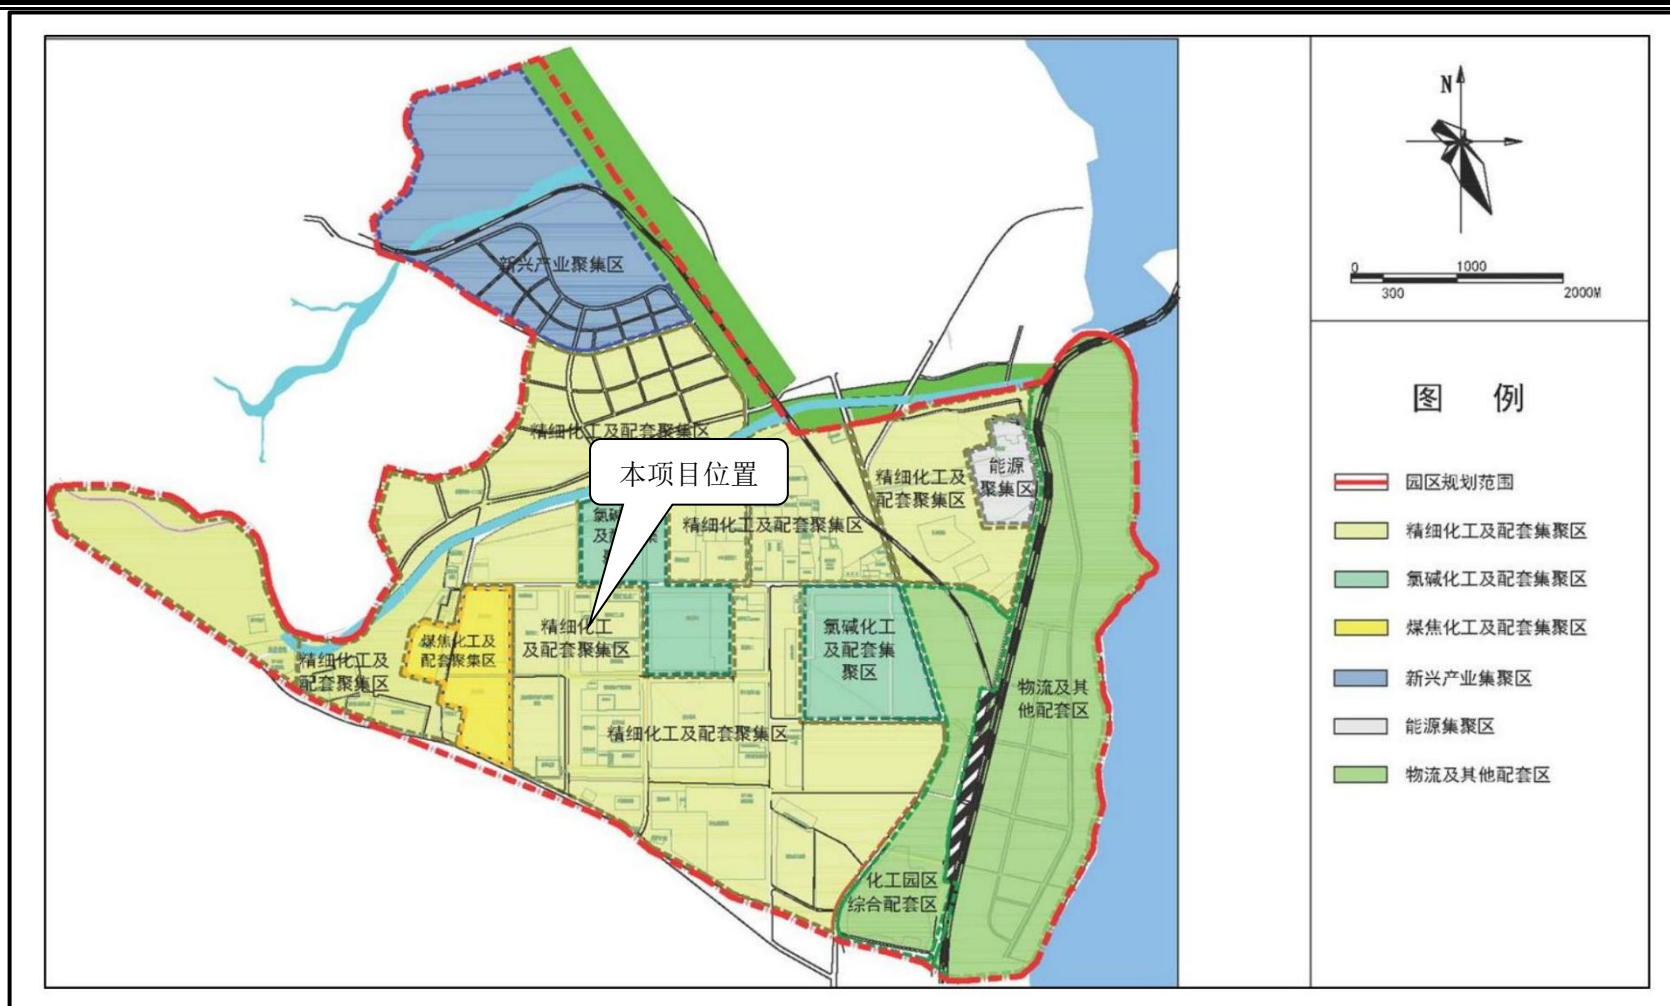 N
0
1000
300
2000M
图 例
园区规划范围
精细化工及配套集聚区
氯碱化工及配套集聚区
煤焦化工及配套集聚区
新兴产业集聚区
能源集聚区
物流及其他配套区
新兴产业聚集区
精细化工及配套聚集区
本项目位置
精细化工及
配套聚集区
能源
聚集区
精细化工及配套聚集区
精细化工
及配套聚集区
氯碱化工
及配套集
聚区
煤焦化工及
配套聚集区
精细化工及
配套聚集区
物流及其
他配套区
精细化工及配套聚集区
化工园区
综合配套区